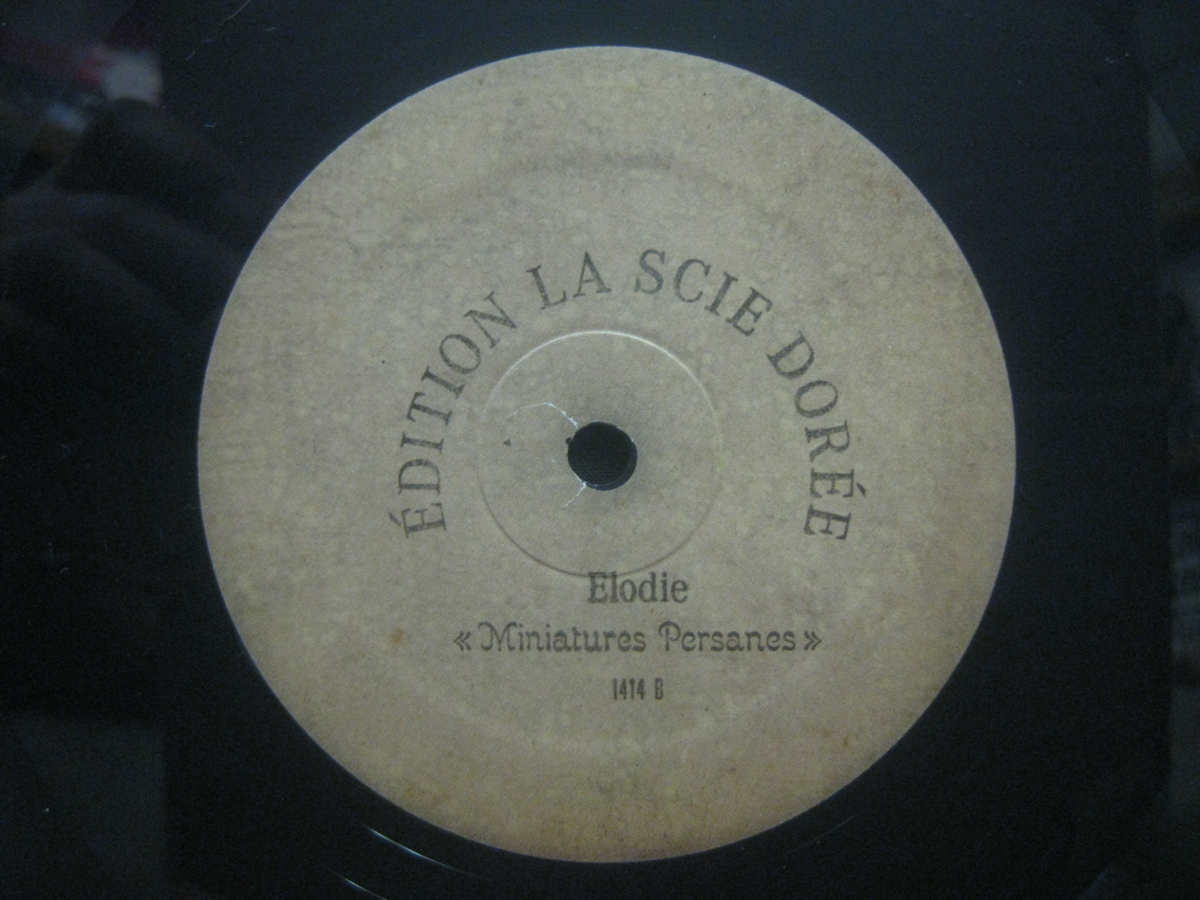 ÉDITION LA SCIE DORÉE
Elodie
« Miniatures Persanes »
1414 B